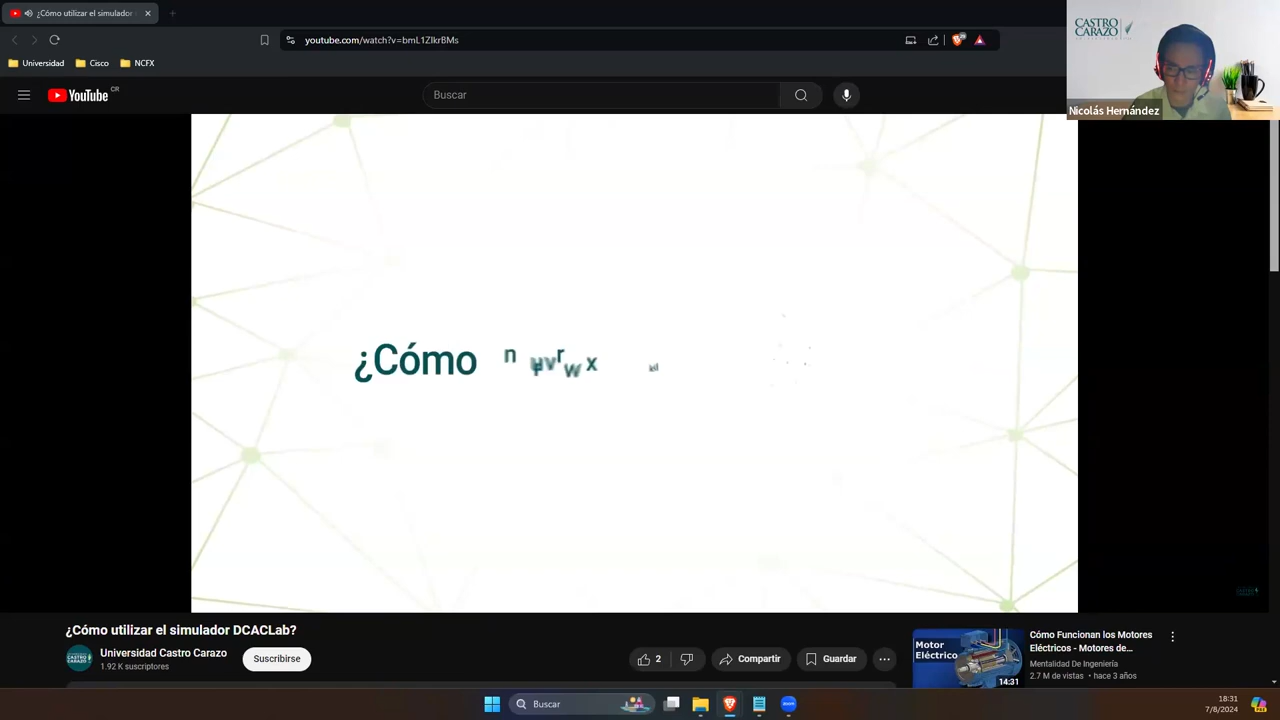 ¿Cómo utilizar el simulador
youtube.com/watch?v=bmL1ZlkrBMs
Universidad
Cisco
NCFX
YouTube CR
Buscar
CASTRO
CARAZO
Nicolás Hernández
¿Cómo
¿Cómo utilizar el simulador DCACLab?
Universidad Castro Carazo
1.92 K suscriptores
Suscribirse
2
Compartir
Guardar
Motor
Eléctrico
14:31
Cómo Funcionan los Motores
Eléctricos - Motores de...
Mentalidad De Ingeniería
2.7 M de vistas • hace 3 años
Buscar
zoom
18:31
7/8/2024